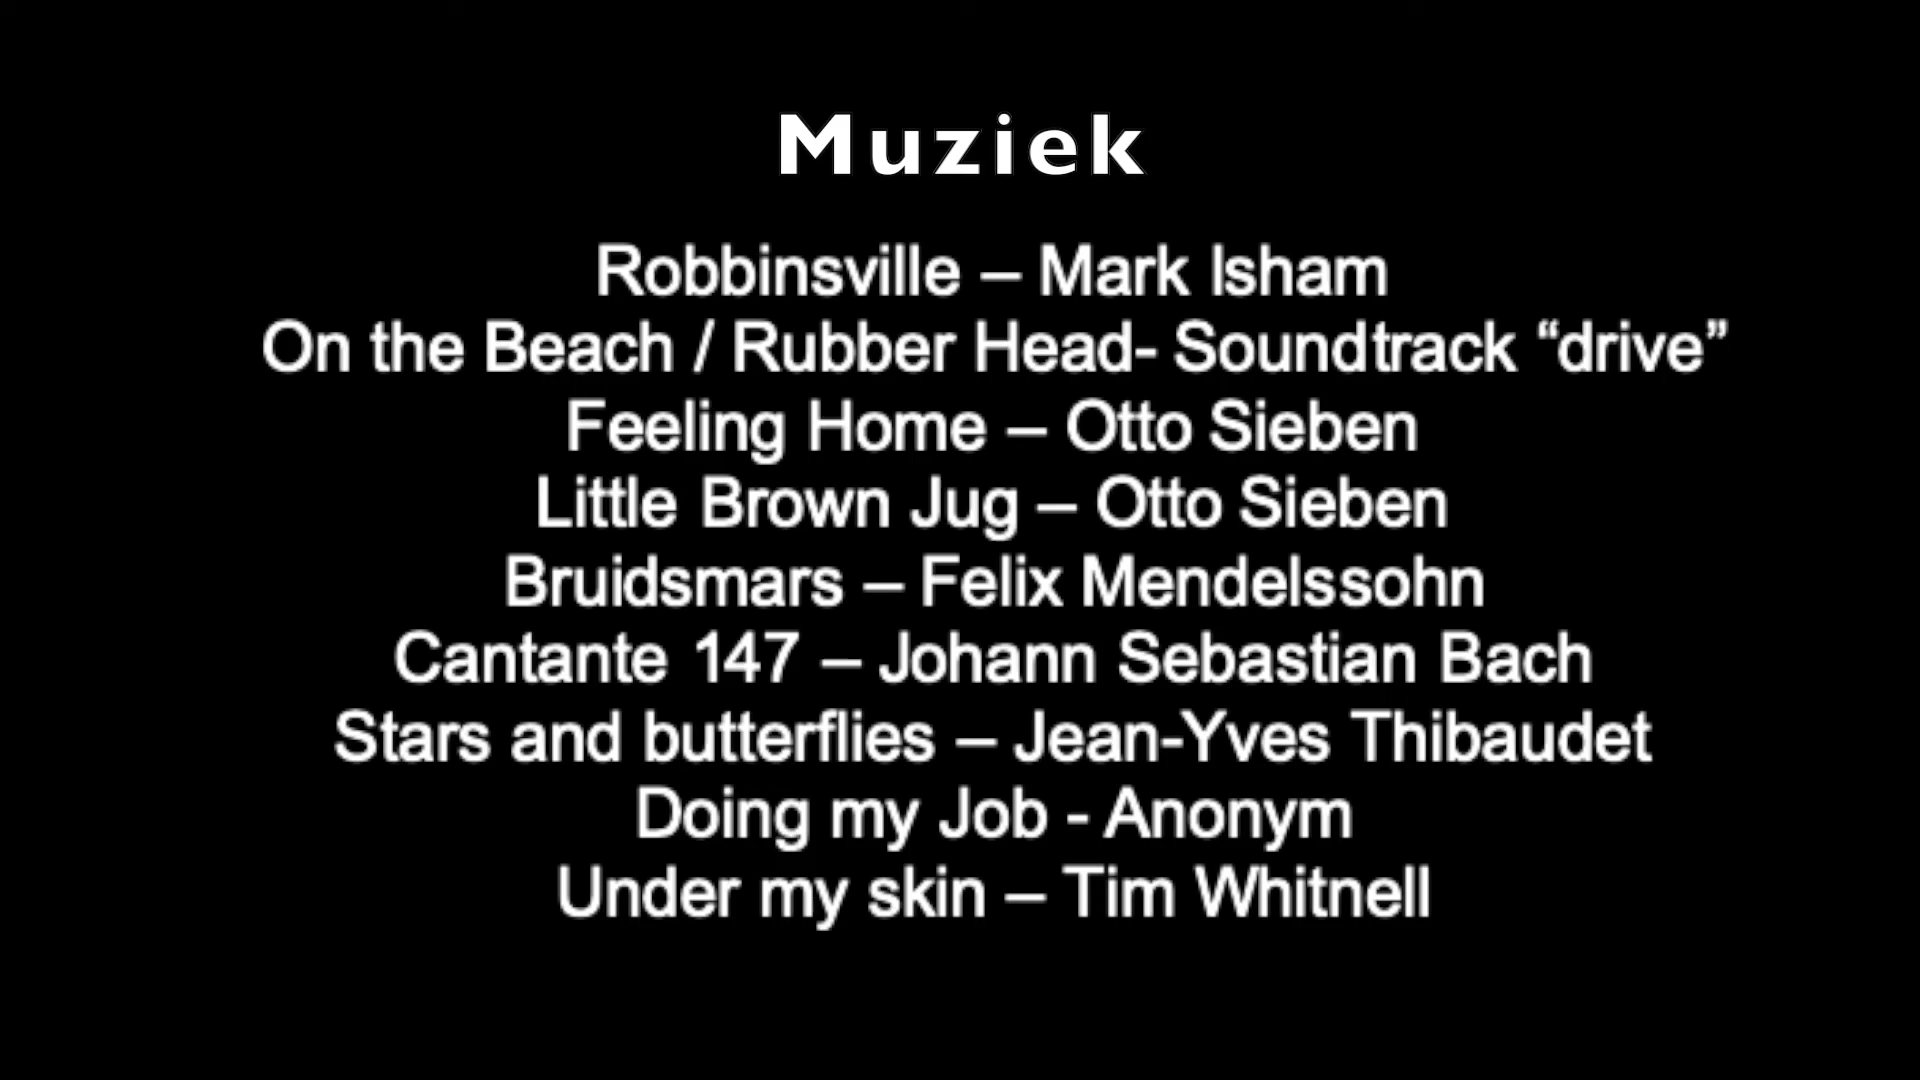 Muziek
Robbinsville – Mark Isham
On the Beach / Rubber Head- Soundtrack “drive”
Feeling Home – Otto Sieben
Little Brown Jug – Otto Sieben
Bruidsmars – Felix Mendelssohn
Cantante 147 – Johann Sebastian Bach
Stars and butterflies – Jean-Yves Thibaudet
Doing my Job - Anonym
Under my skin – Tim Whitnell